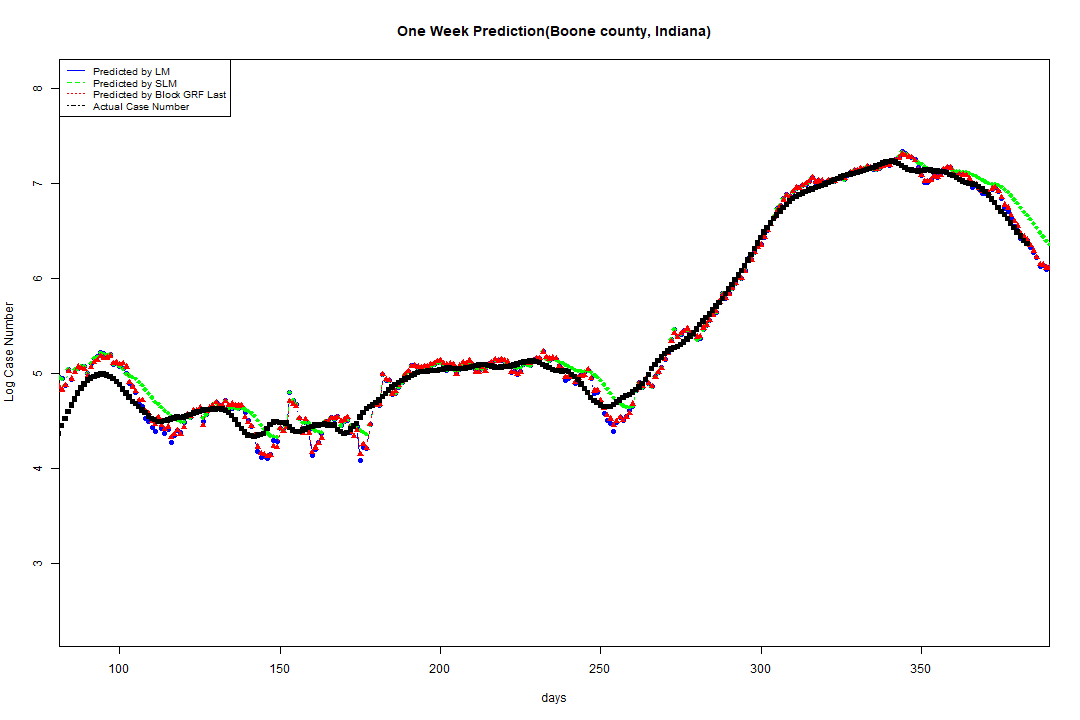 One Week Prediction(Boone county, Indiana)
Predicted by LM
Predicted by SLM
Predicted by Block GRF Last
Actual Case Number
8
7
6
5
4
3
Log Case Number
100 150 200 250 300 350
days